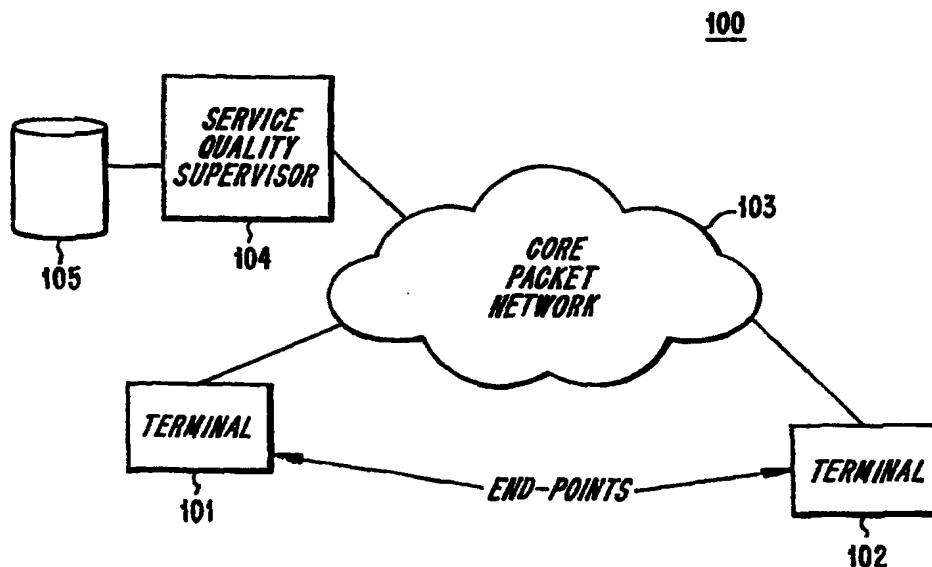 100
SERVICE
QUALITY
SUPERVISOR
105
104
103
CORE
PACKET
NETWORK
TERMINAL
101
END-POINTS
TERMINAL
102